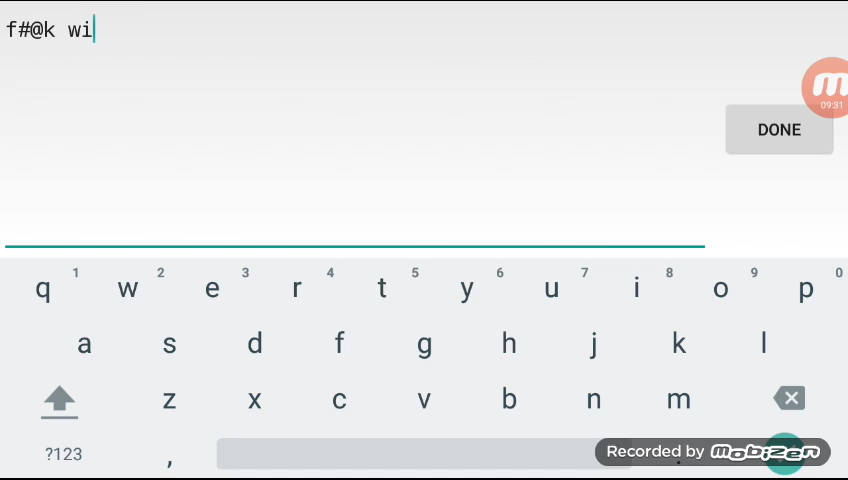 f#@k wi
09:31
DONE
1 2 3 4 5 6 7 8 9 0
q w e r t y u i o p
a s d f g h j k l
z x c v b n m
?123 , .
Recorded by mobizen